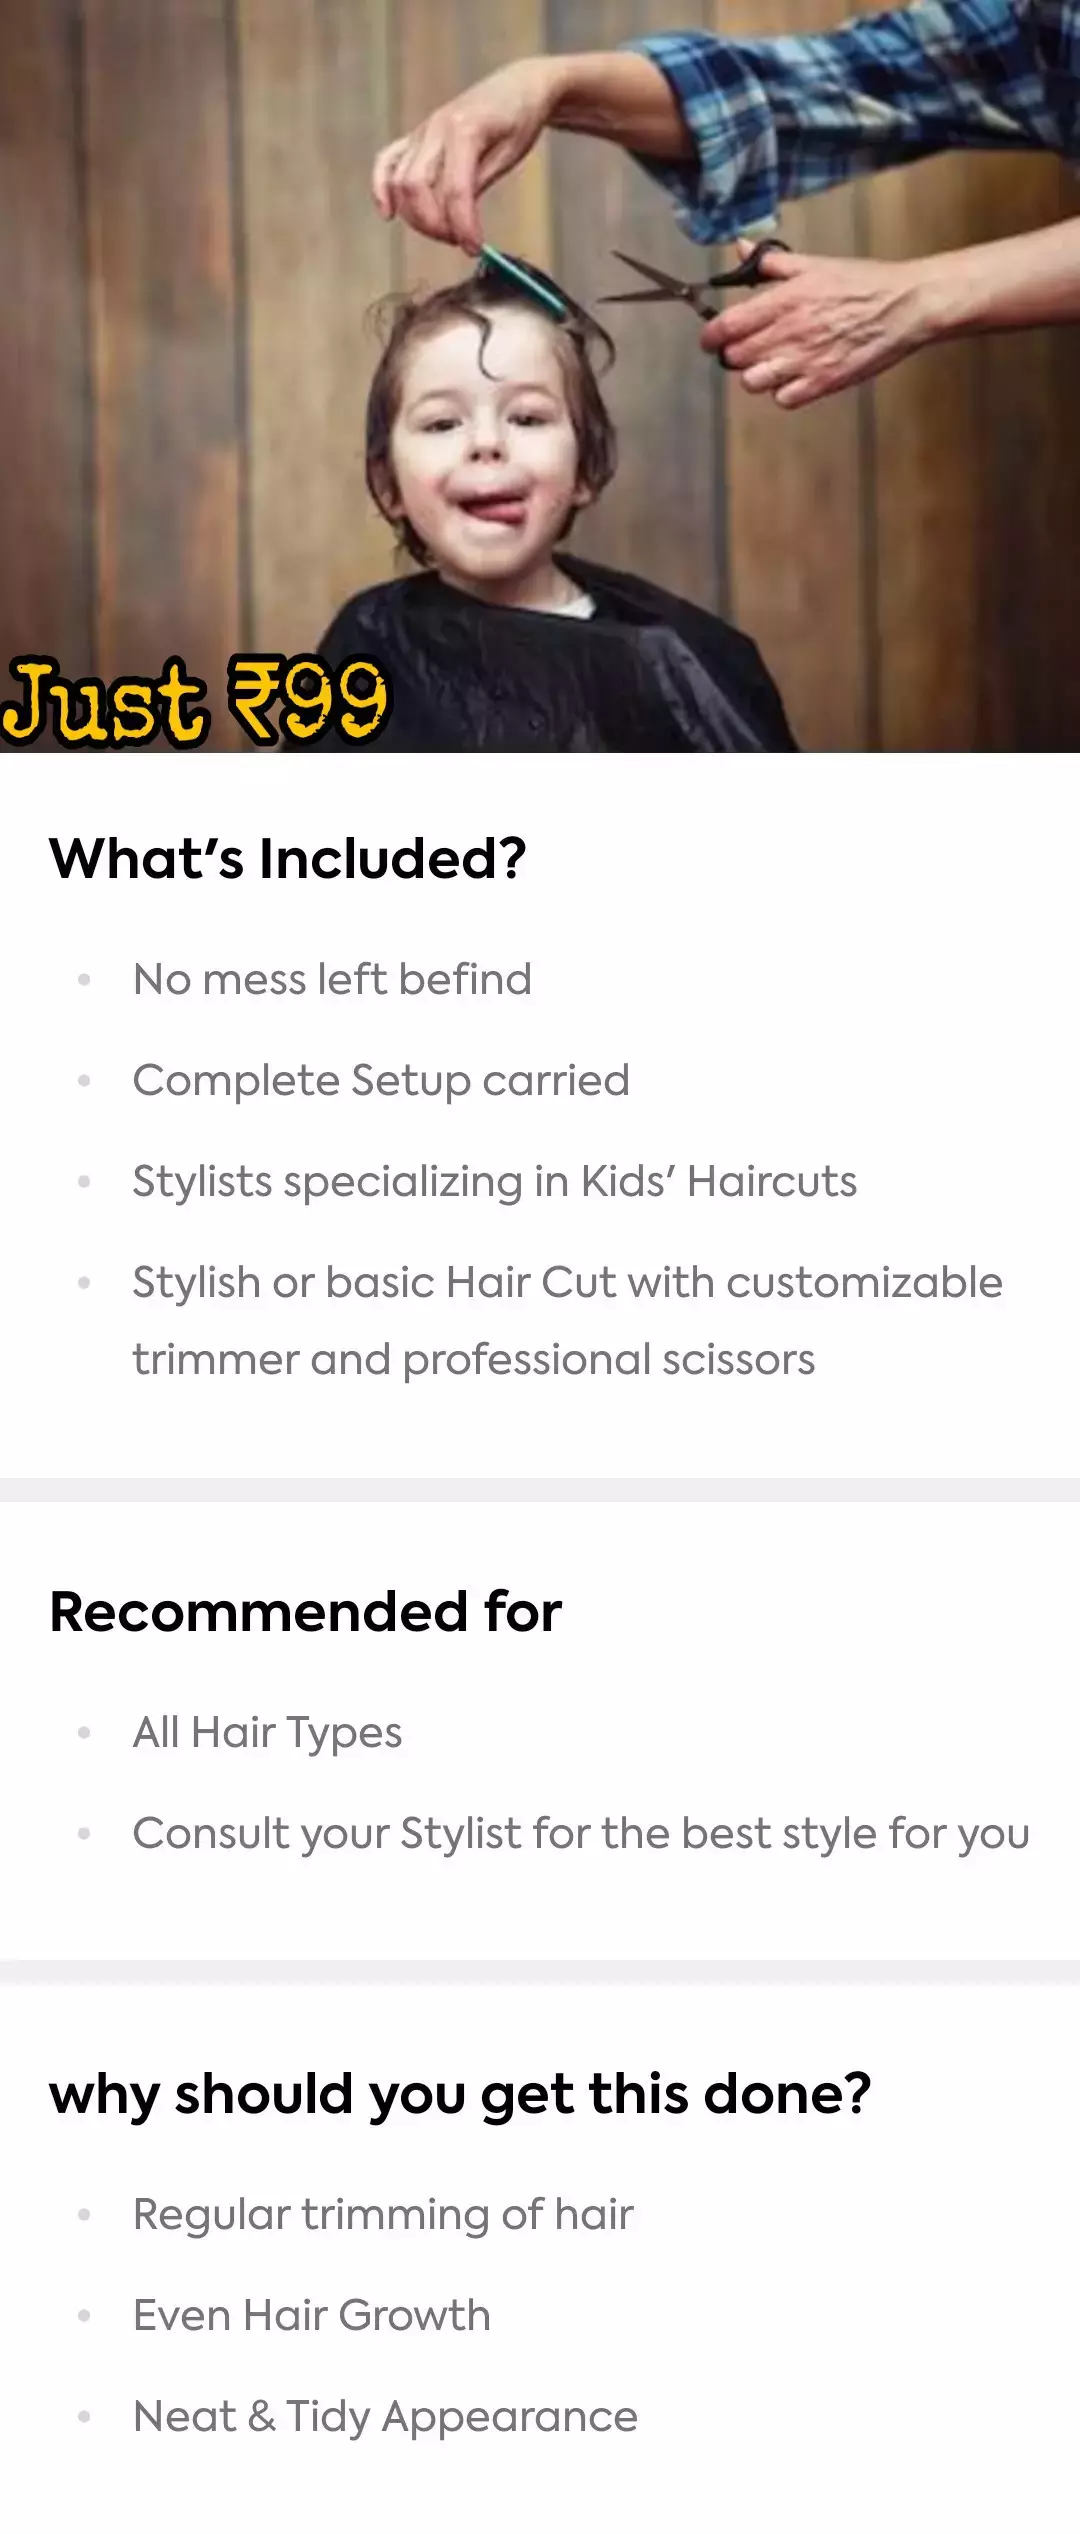 Just ₹99
What's Included?
No mess left befind
Complete Setup carried
Stylists specializing in Kids' Haircuts
Stylish or basic Hair Cut with customizable
trimmer and professional scissors
Recommended for
All Hair Types
Consult your Stylist for the best style for you
why should you get this done?
Regular trimming of hair
Even Hair Growth
Neat & Tidy Appearance